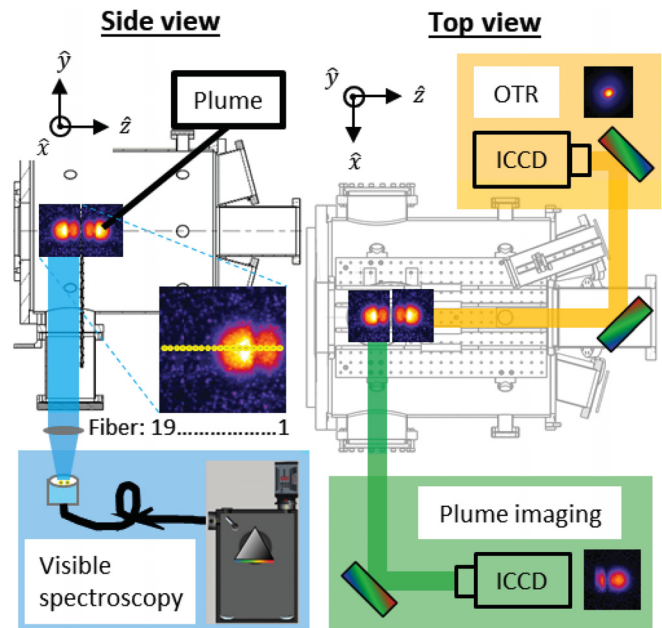 Side view
Top view
ŷ
ẑ
x̂
Plume
ŷ
ẑ
x̂
OTR
ICCD
Fiber: 19..................1
Visible
spectroscopy
Plume imaging
ICCD